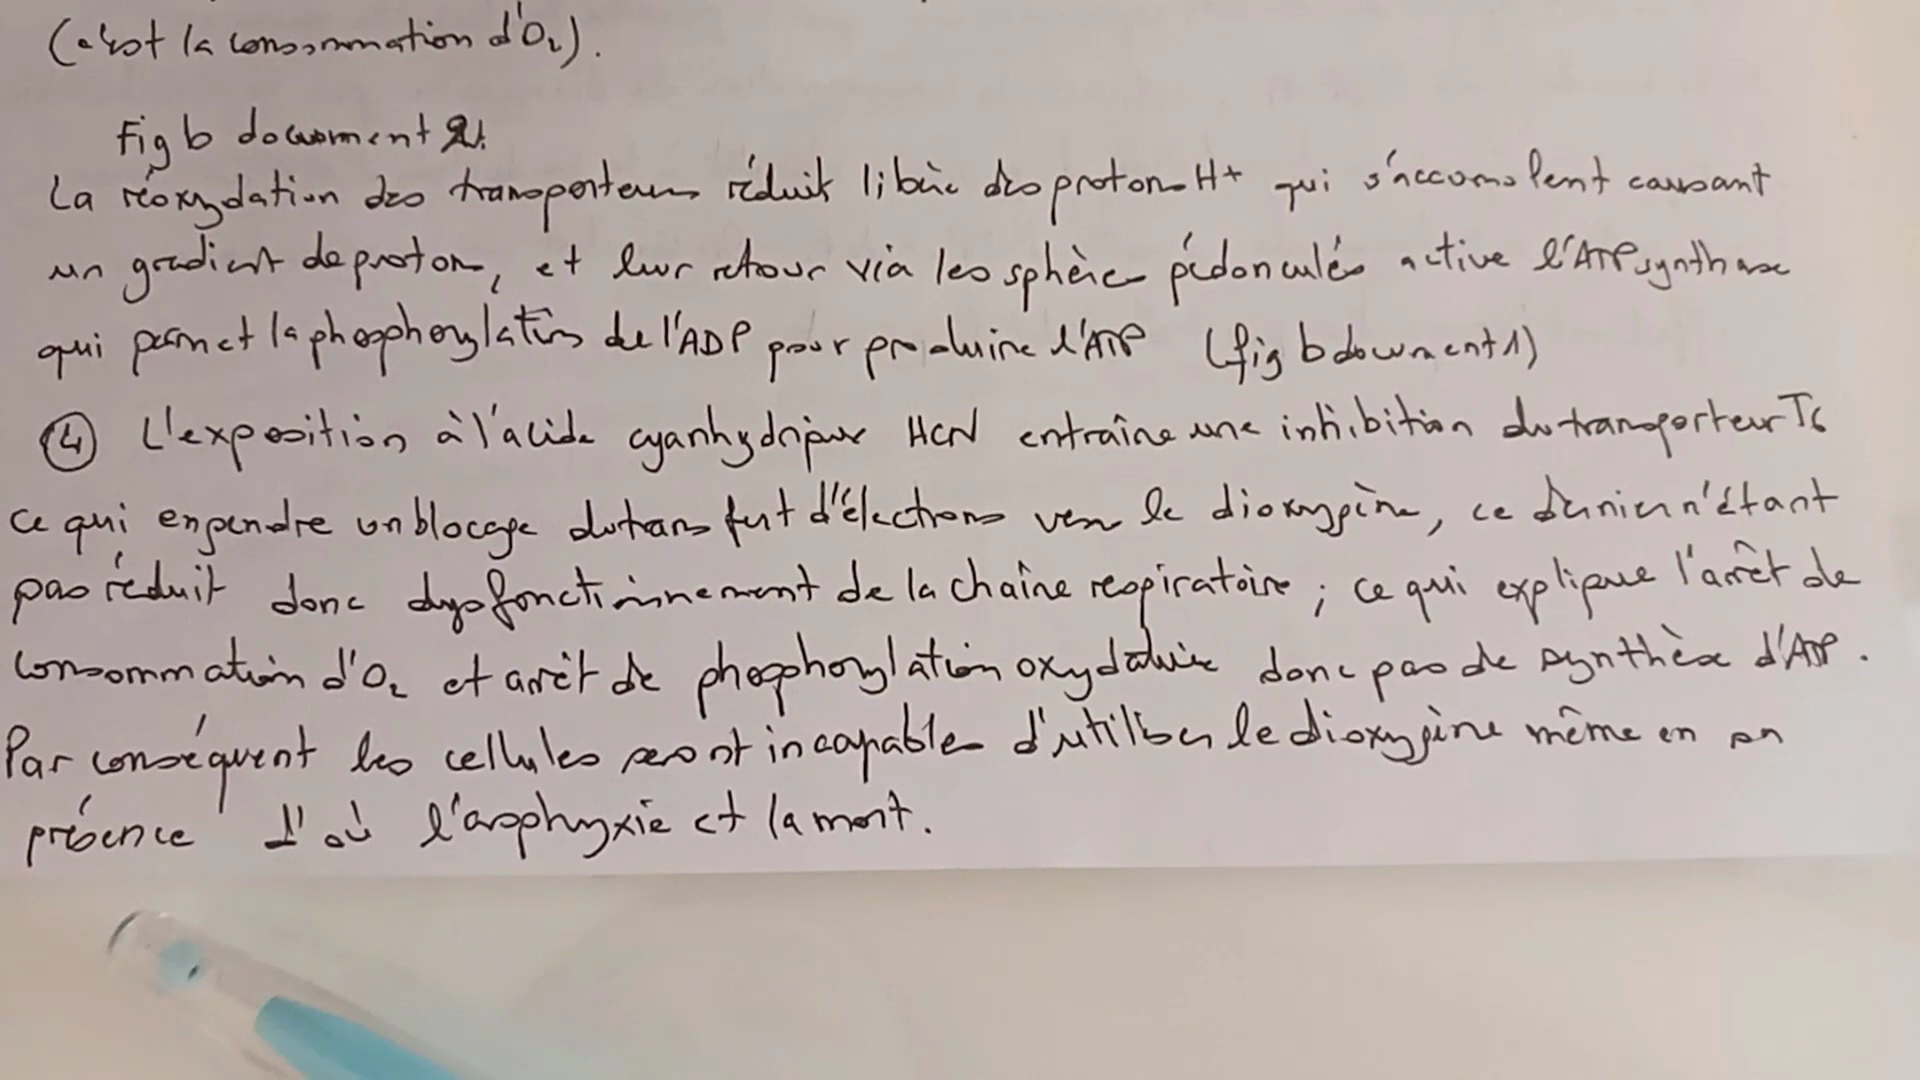 (c'est la consommation d'O₂).
Fig b document 2.
La réoxydation des transporteurs réduit libère des protons H+ qui s'accumulent causant
un gradient de protons, et leur retour via les sphères pédonculés active l'ATP synthase
qui permet la phosphorylation de l'ADP pour produire l'ATP (fig b document 1)
④ L'exposition à l'acide cyanhydrique HCN entraîne une inhibition du transporteur T6
ce qui engendre un blocage du transfert d'électrons vers le dioxygène, ce dernier n'étant
pas réduit donc dysfonctionnement de la chaîne respiratoire ; ce qui explique l'arrêt de
consommation d'O₂ et arrêt de phosphorylation oxydative donc pas de synthèse d'ATP.
Par conséquent les cellules seront incapables d'utiliser le dioxygène même en sa
présence d'où l'asphyxie et la mort.